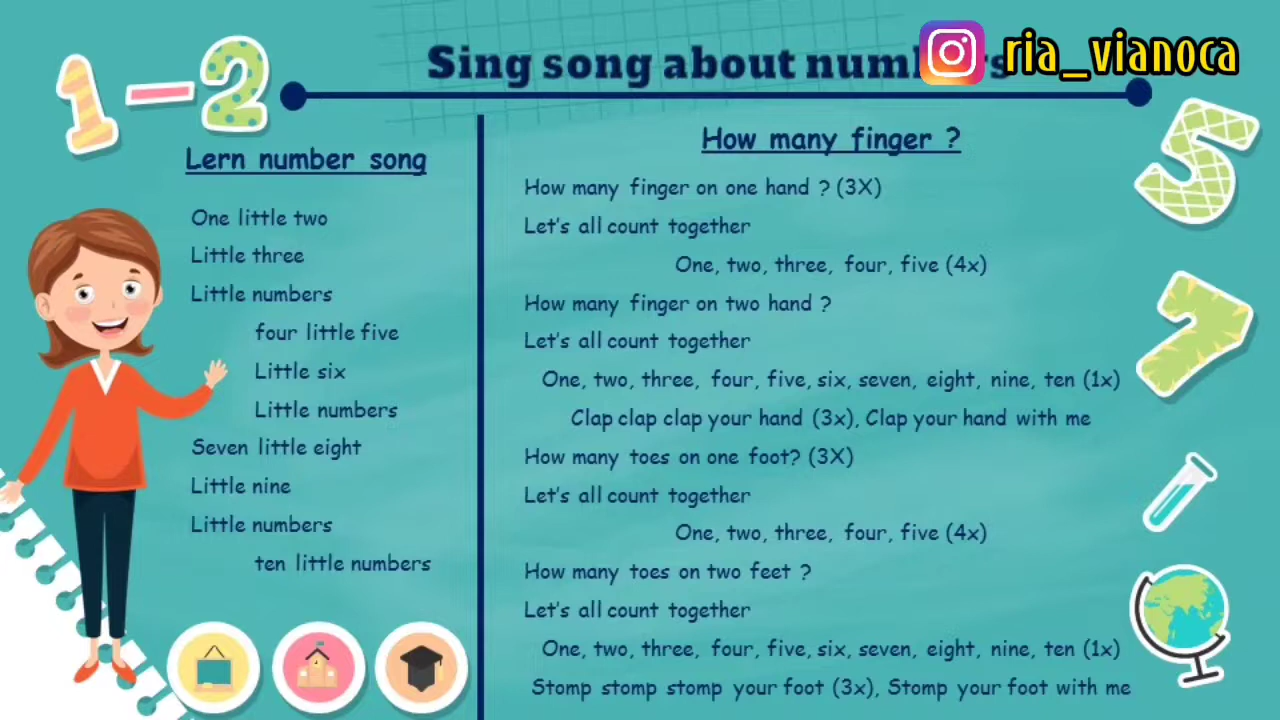 1-2
Sing song about num
ria_vianoca
Lern number song
One little two
Little three
Little numbers
four little five
Little six
Little numbers
Seven little eight
Little nine
Little numbers
ten little numbers
How many finger ?
How many finger on one hand ? (3X)
Let's all count together
One, two, three, four, five (4x)
How many finger on two hand ?
Let's all count together
One, two, three, four, five, six, seven, eight, nine, ten (1x)
Clap clap clap your hand (3x), Clap your hand with me
How many toes on one foot? (3X)
Let's all count together
One, two, three, four, five (4x)
How many toes on two feet ?
Let's all count together
One, two, three, four, five, six, seven, eight, nine, ten (1x)
Stomp stomp stomp your foot (3x), Stomp your foot with me
5
7